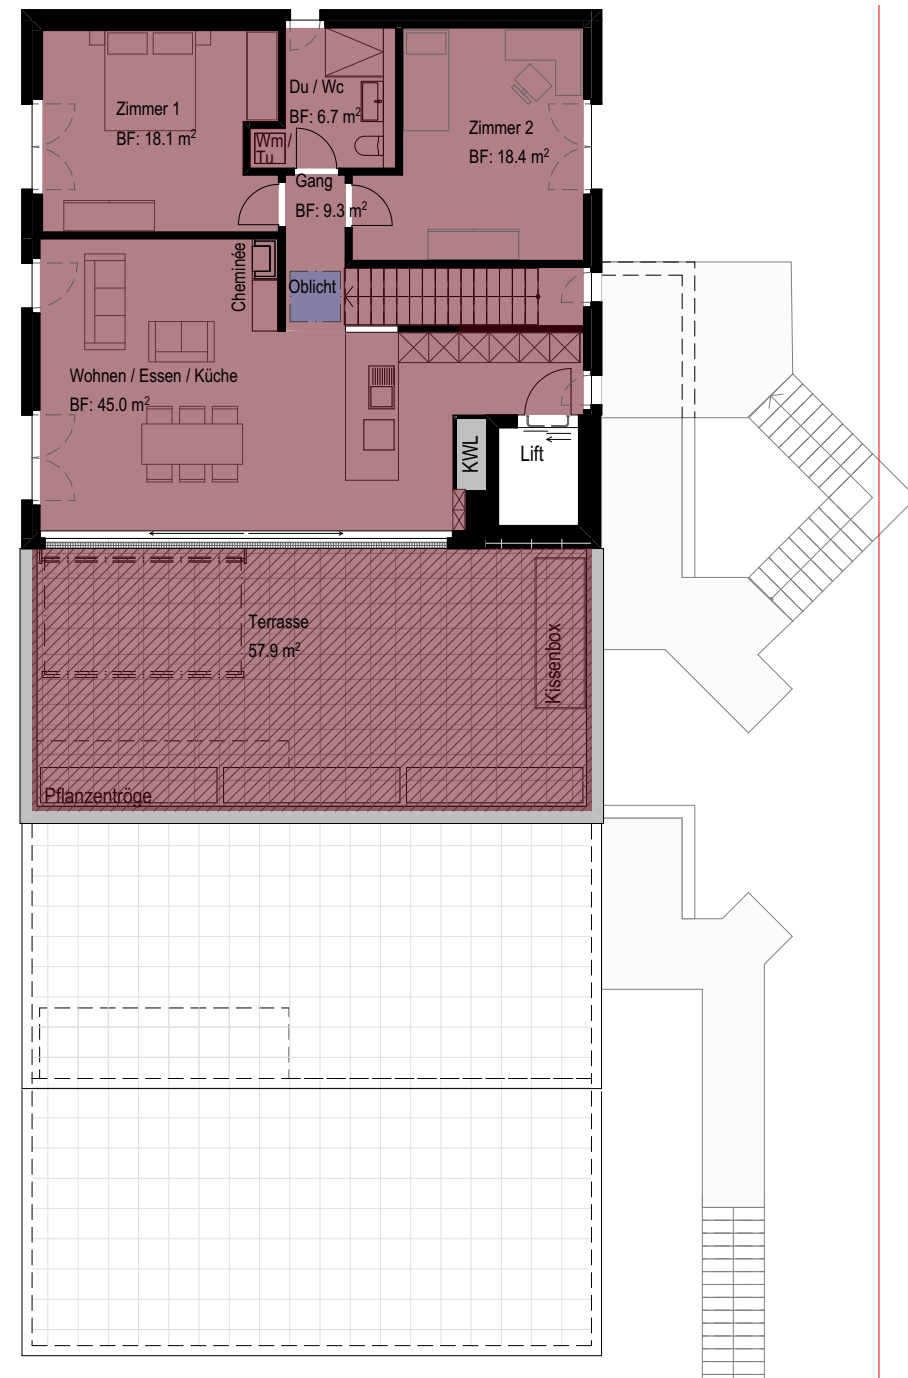 Zimmer 1
BF: 18.1 m²
Du / Wc
BF: 6.7 m²
Zimmer 2
BF: 18.4 m²
Wm /
Tu
Gang
BF: 9.3 m²
Cheminée
Oblicht
Wohnen / Essen / Küche
BF: 45.0 m²
KWL
Lift
Terrasse
57.9 m²
Kissenbox
Pflanzentröge